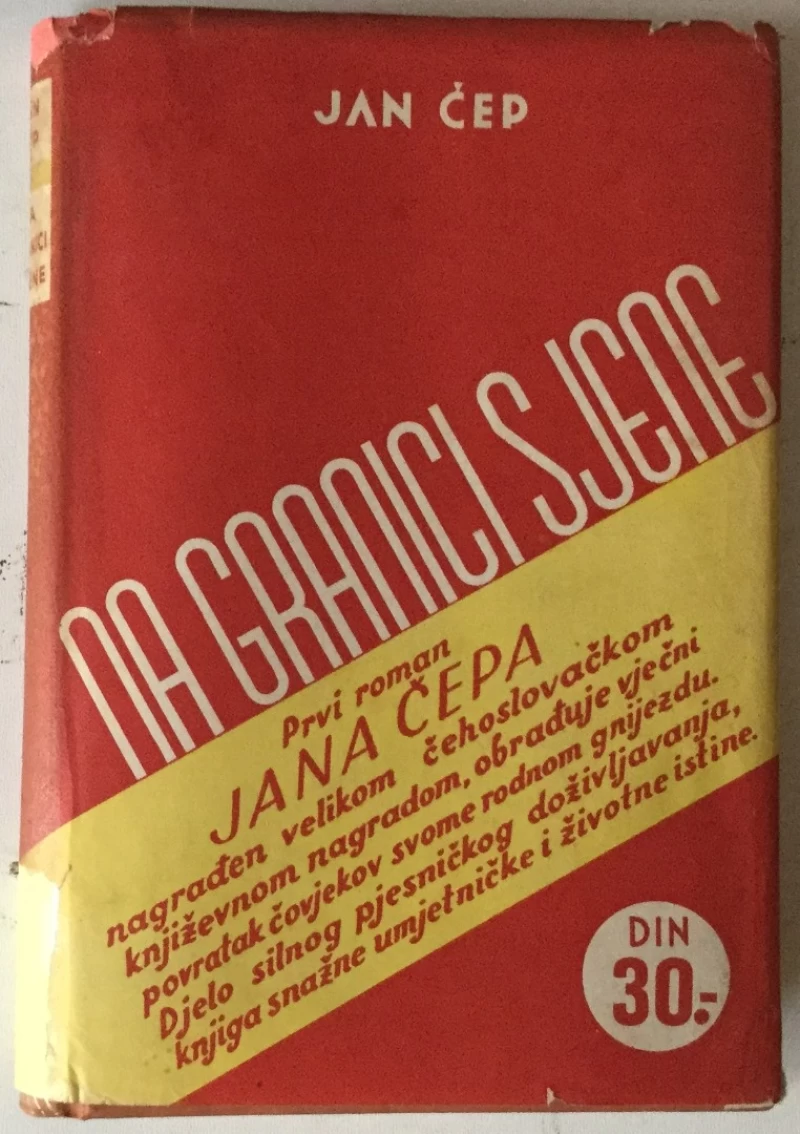 JAN ČEP
NA GRANICI SJENE
Prvi roman
JANA ČEPA
nagrađen velikom čehoslovačkom
književnom nagradom, obrađuje vječni
povratak čovjekov svome rodnom gnijezdu.
Djelo silnog pjesničkog doživljavanja,
knjiga snažne umjetničke i životne istine.
DIN
30.-